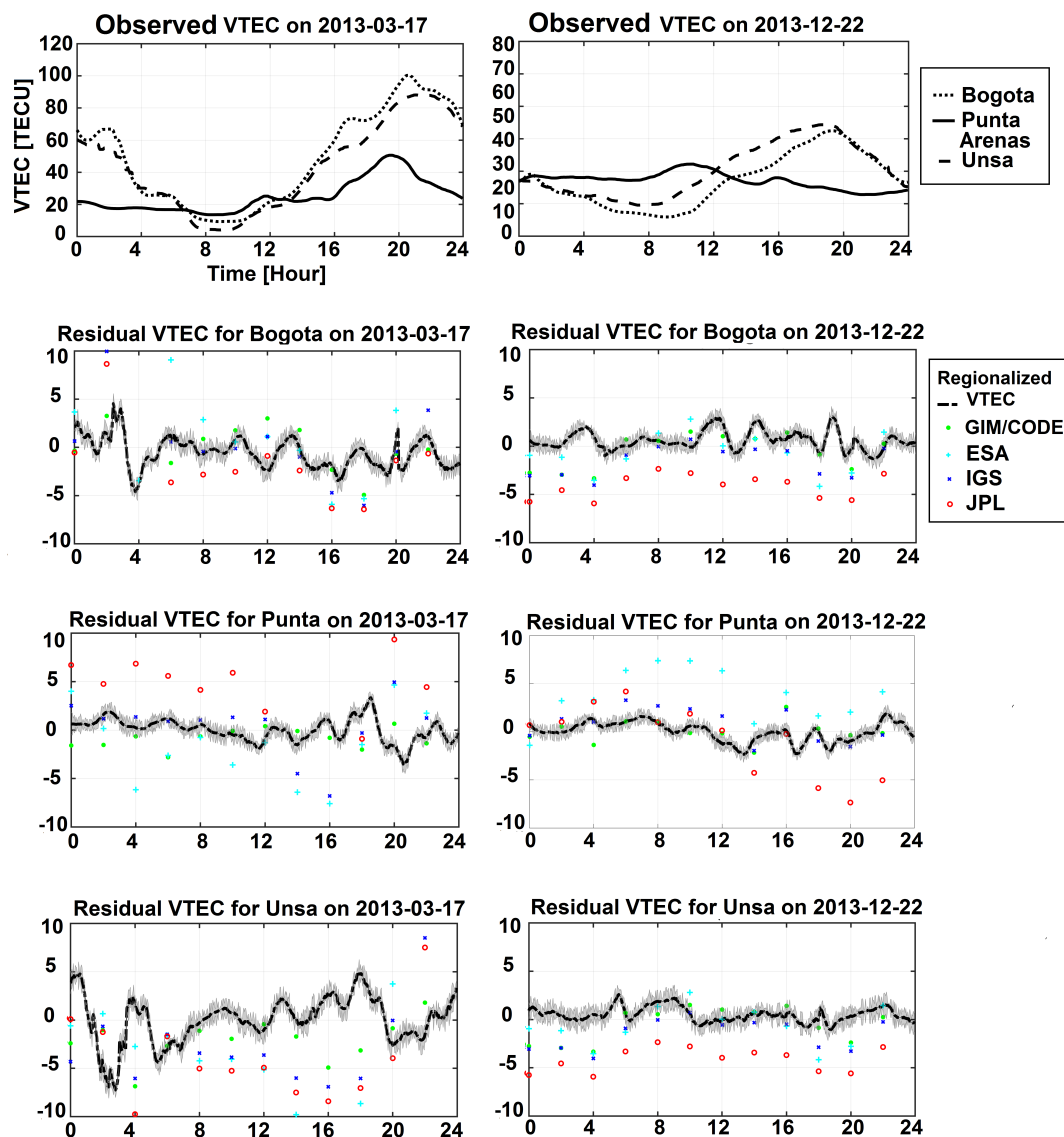 Observed VTEC on 2013-03-17
VTEC [TECU]
120
100
80
60
40
20
0
0 4 8 12 16 20 24
Time [Hour]
Observed VTEC on 2013-12-22
80
70
60
50
40
30
20
10
0
0 4 8 12 16 20 24
Bogota
Punta
Arenas
Unsa
Residual VTEC for Bogota on 2013-03-17
10
5
0
-5
-10
0 4 8 12 16 20 24
Residual VTEC for Bogota on 2013-12-22
10
5
0
-5
-10
0 4 8 12 16 20 24
Regionalized
VTEC
GIM/CODE
ESA
IGS
JPL
Residual VTEC for Punta on 2013-03-17
10
5
0
-5
-10
0 4 8 12 16 20 24
Residual VTEC for Punta on 2013-12-22
10
5
0
-5
-10
0 4 8 12 16 20 24
Residual VTEC for Unsa on 2013-03-17
10
5
0
-5
-10
0 4 8 12 16 20 24
Residual VTEC for Unsa on 2013-12-22
10
5
0
-5
-10
0 4 8 12 16 20 24